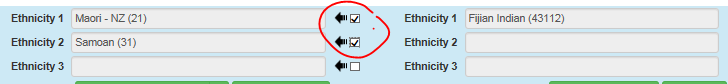 Ethnicity 1 Maori - NZ (21) Ethnicity 1 Fijian Indian (43112)
Ethnicity 2 Samoan (31) Ethnicity 2
Ethnicity 3 Ethnicity 3